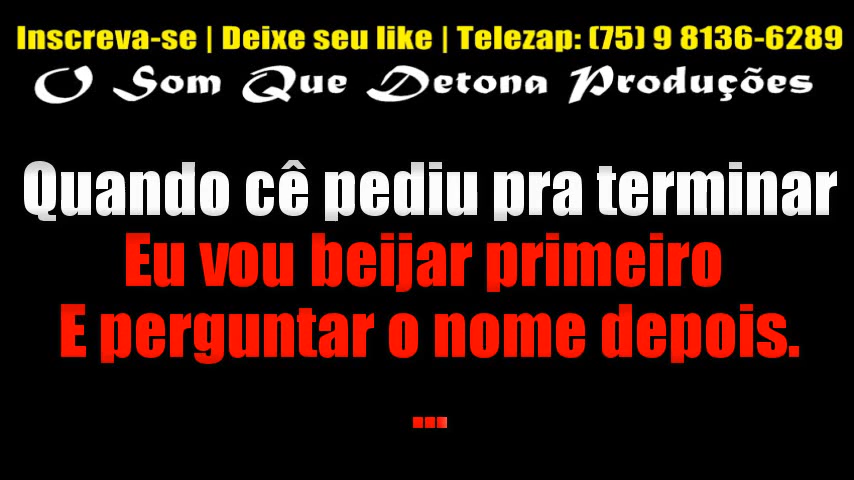 Inscreva-se | Deixe seu like | Telezap: (75) 9 8136-6289
O Som Que Detona Produções
Quando cê pediu pra terminar
Eu vou beijar primeiro
E perguntar o nome depois.
...